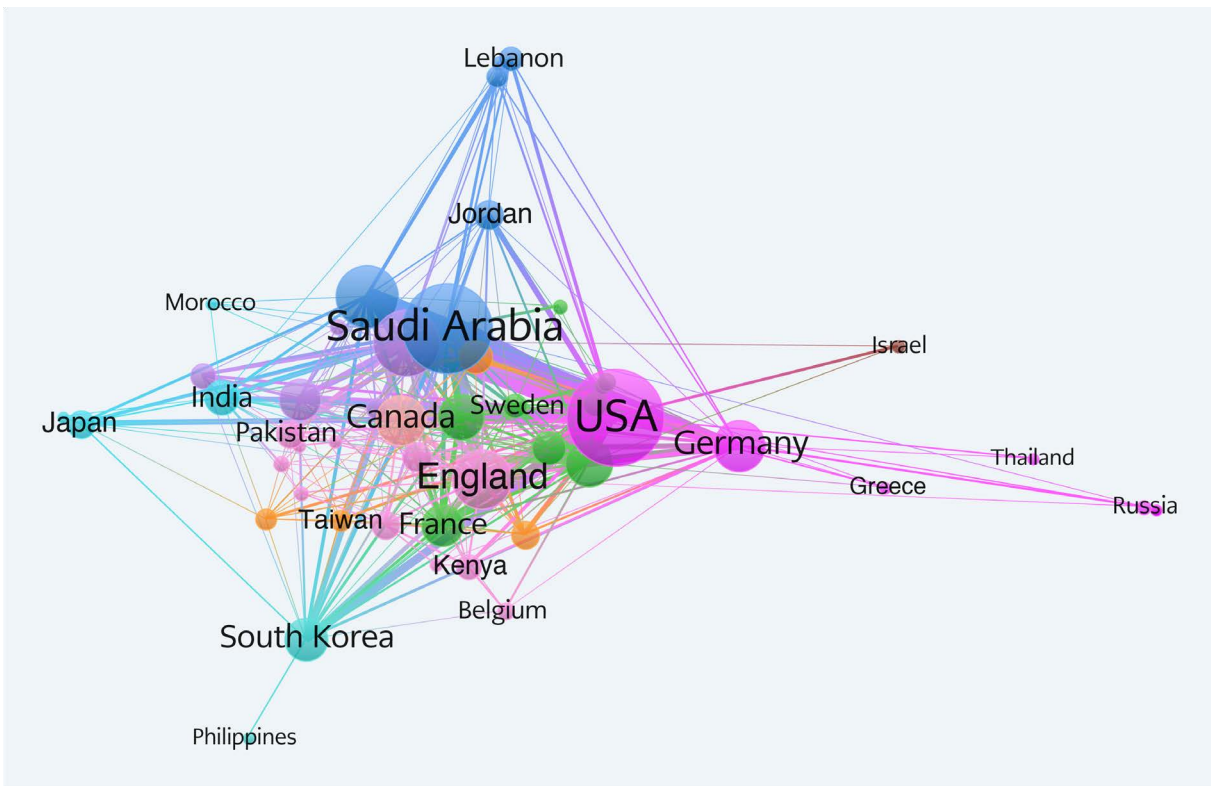 Lebanon
Jordan
Morocco
Saudi Arabia
Israel
India
Sweden
Canada
USA
Japan
Pakistan
Germany
Thailand
England
Greece
Russia
Taiwan
France
Kenya
Belgium
South Korea
Philippines